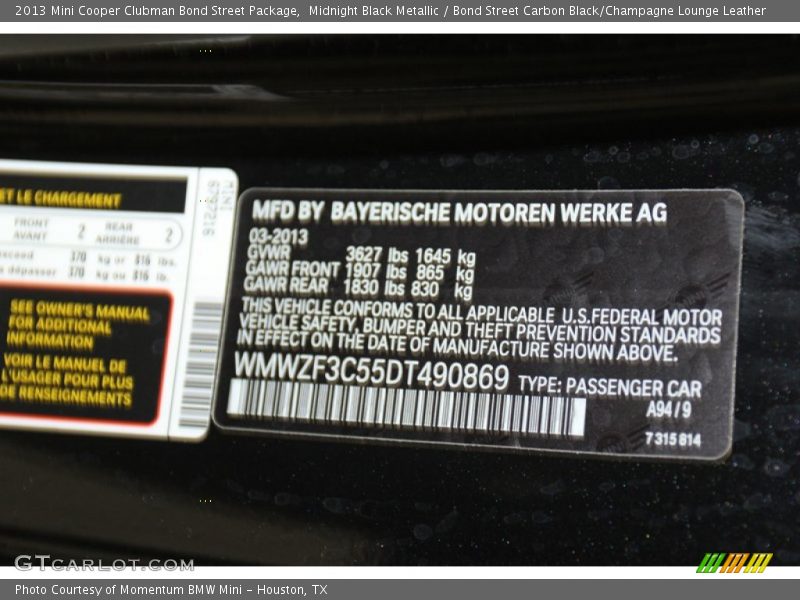 2013 Mini Cooper Clubman Bond Street Package,  Midnight Black Metallic / Bond Street Carbon Black/Champagne Lounge Leather
ET LE CHARGEMENT
FRONT
AVANT
2
REAR
ARRIÈRE
2
exceed 370 kg or 816 lbs.
dépasser 370 kg ou 816 lb.
SEE OWNER'S MANUAL
FOR ADDITIONAL
INFORMATION
VOIR LE MANUEL DE
L'USAGER POUR PLUS
DE RENSEIGNEMENTS
MINI
MFD BY BAYERISCHE MOTOREN WERKE AG
03-2013
GVWR 3627 lbs 1645 kg
GAWR FRONT 1907 lbs 865 kg
GAWR REAR 1830 lbs 830 kg
THIS VEHICLE CONFORMS TO ALL APPLICABLE U.S.FEDERAL MOTOR
VEHICLE SAFETY, BUMPER AND THEFT PREVENTION STANDARDS
IN EFFECT ON THE DATE OF MANUFACTURE SHOWN ABOVE.
WMWZF3C55DT490869 TYPE: PASSENGER CAR
A94/9
7315814
GTCARLOT.COM
Photo Courtesy of Momentum BMW Mini - Houston, TX